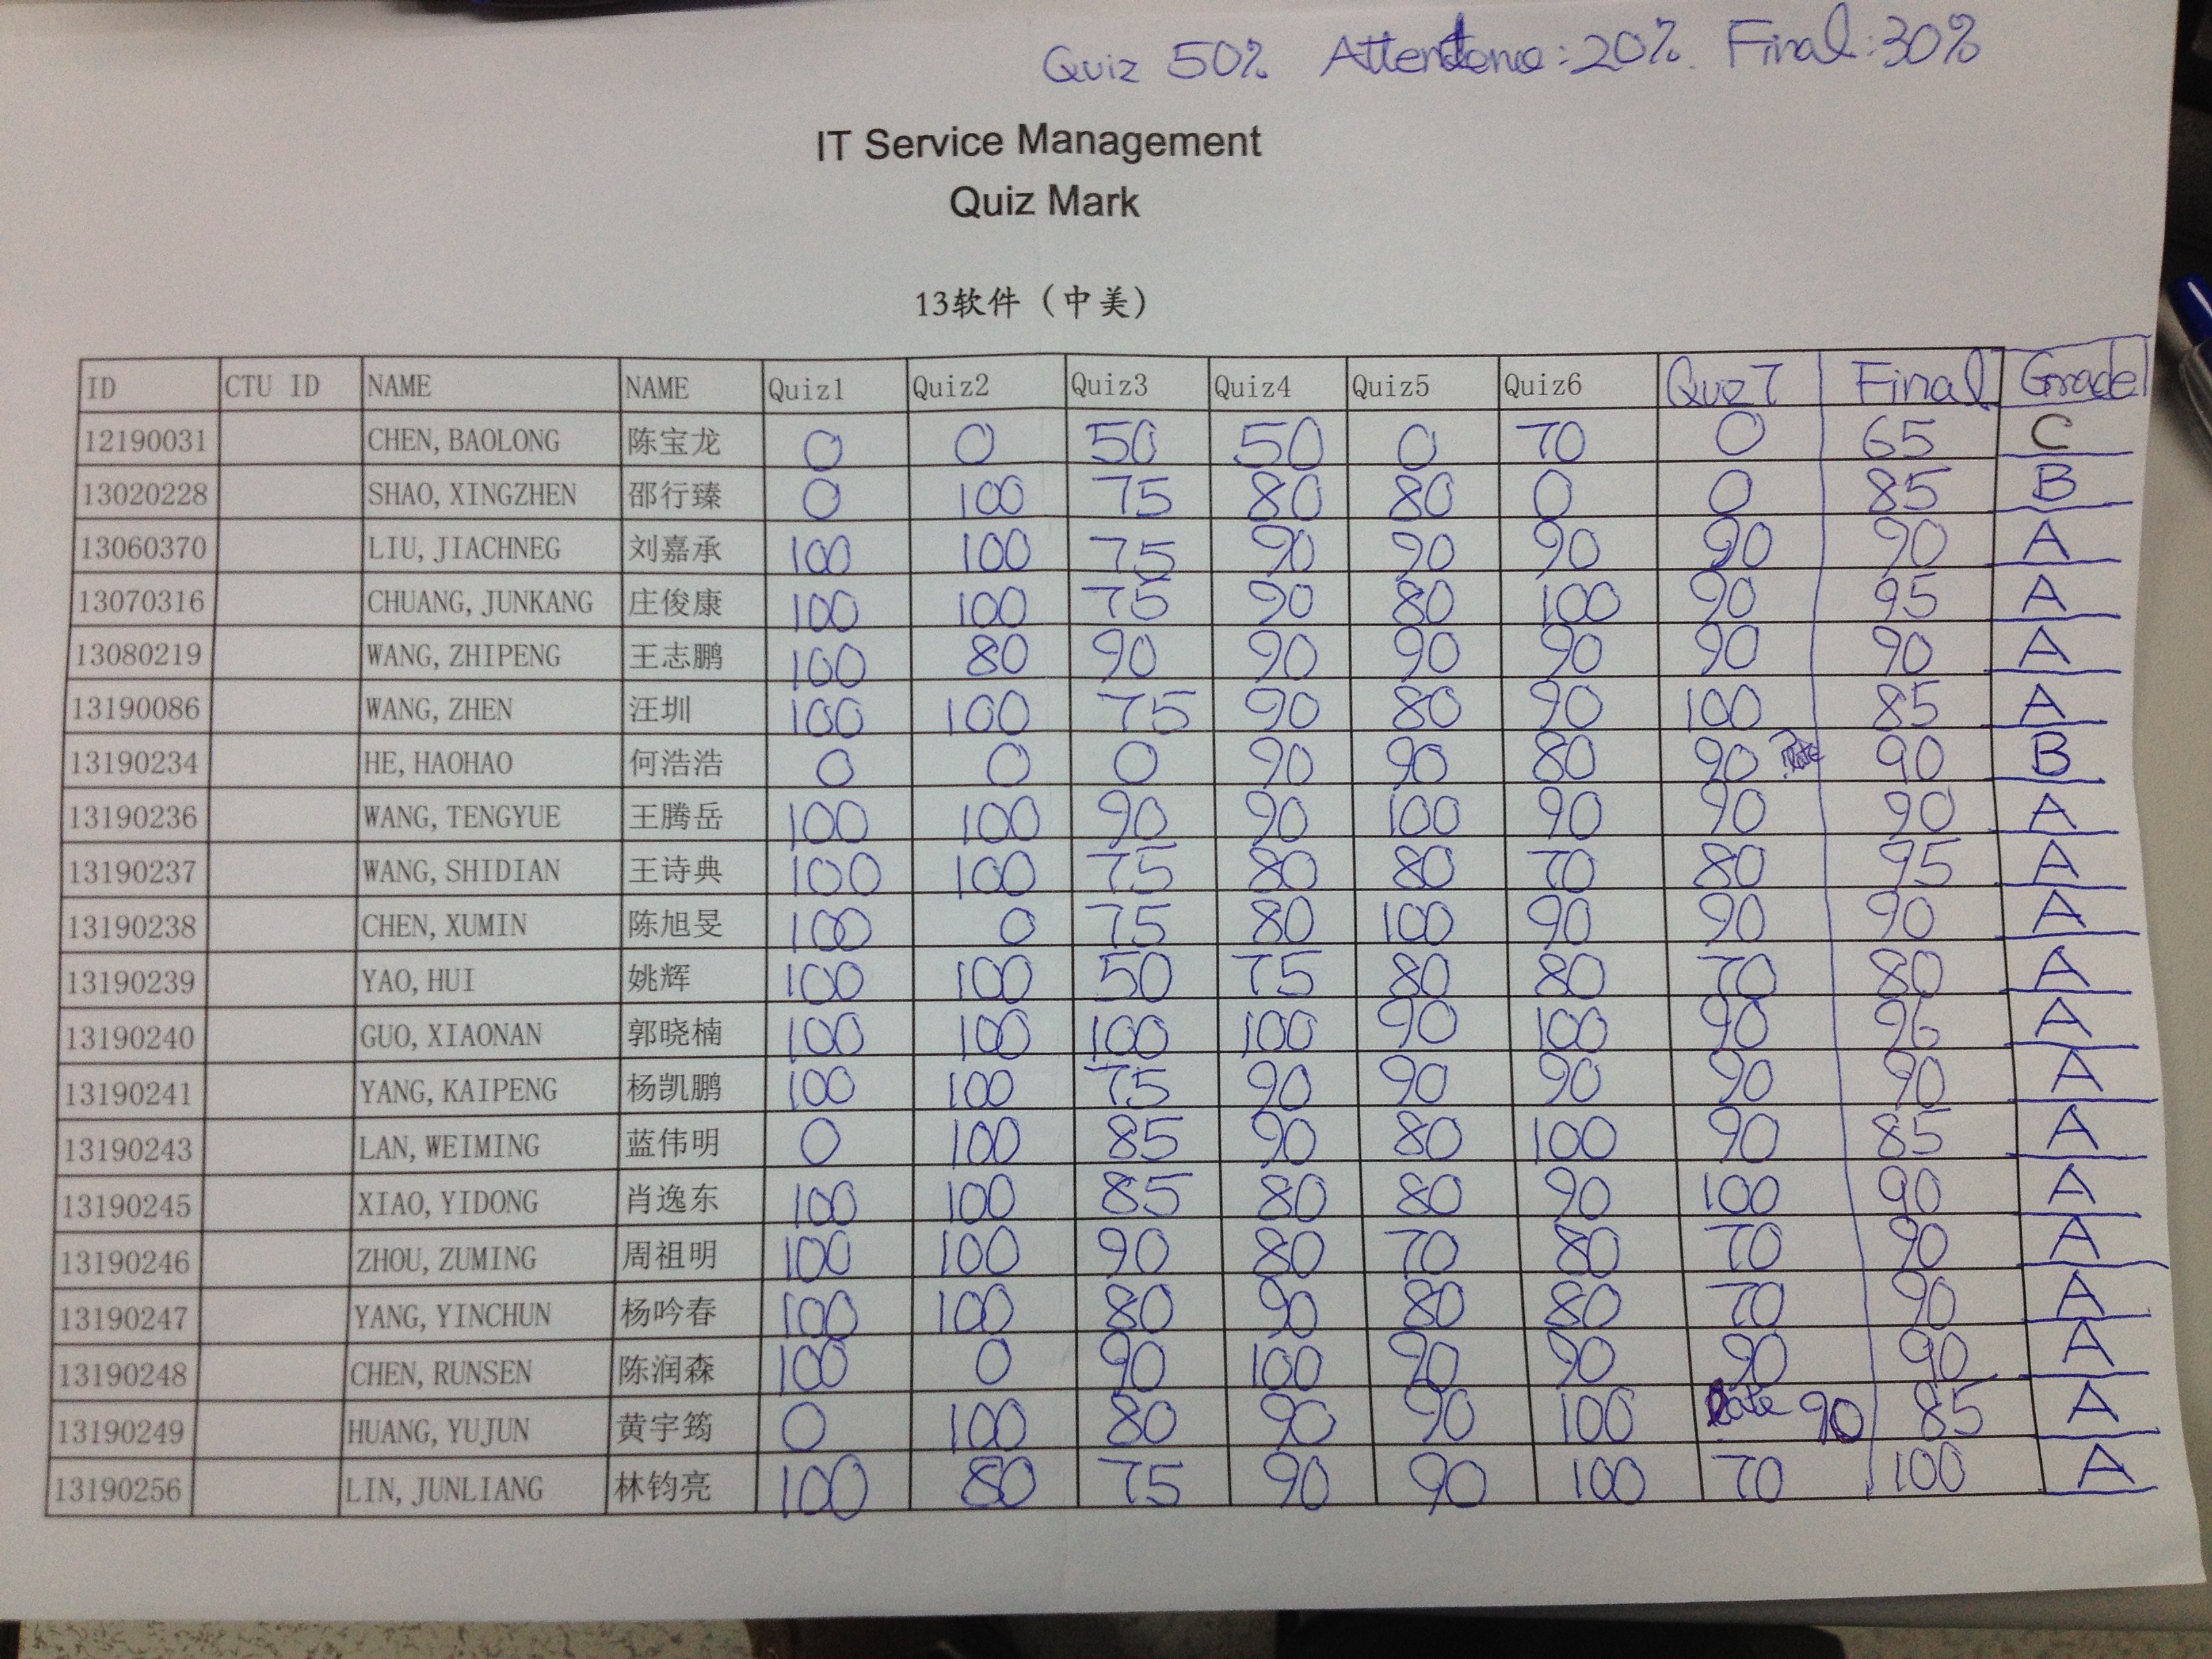 Quiz 50% Attendance: 20%. Final: 30%
IT Service Management
Quiz Mark
13软件（中美）
ID CTU ID NAME NAME Quiz1 Quiz2 Quiz3 Quiz4 Quiz5 Quiz6 Quiz 7 Final Grade
12190031 CHEN, BAOLONG 陈宝龙 0 0 50 50 0 70 0 65 C
13020228 SHAO, XINGZHEN 邵行臻 0 100 75 80 80 0 0 85 B
13060370 LIU, JIACHNEG 刘嘉承 100 100 75 90 90 90 90 90 A
13070316 CHUANG, JUNKANG 庄俊康 100 100 75 90 80 100 90 95 A
13080219 WANG, ZHIPENG 王志鹏 100 80 90 90 90 90 90 90 A
13190086 WANG, ZHEN 汪圳 100 100 75 90 80 90 100 85 A
13190234 HE, HAOHAO 何浩浩 0 0 0 90 90 80 90 90 B
13190236 WANG, TENGYUE 王腾岳 100 100 90 90 100 90 90 90 A
13190237 WANG, SHIDIAN 王诗典 100 100 75 80 80 70 80 95 A
13190238 CHEN, XUMIN 陈旭旻 100 0 75 80 100 90 90 90 A
13190239 YAO, HUI 姚辉 100 100 50 75 80 80 70 80 A
13190240 GUO, XIAONAN 郭晓楠 100 100 100 100 90 100 90 96 A
13190241 YANG, KAIPENG 杨凯鹏 100 100 75 90 90 90 90 90 A
13190243 LAN, WEIMING 蓝伟明 0 100 85 90 80 100 90 85 A
13190245 XIAO, YIDONG 肖逸东 100 100 85 80 80 90 100 90 A
13190246 ZHOU, ZUMING 周祖明 100 100 90 80 70 80 70 90 A
13190247 YANG, YINCHUN 杨吟春 100 100 80 90 80 80 70 90 A
13190248 CHEN, RUNSEN 陈润森 100 0 90 100 90 90 90 90 A
13190249 HUANG, YUJUN 黄宇筠 0 100 80 90 90 100 90 85 A
13190256 LIN, JUNLIANG 林钧亮 100 80 75 90 90 100 70 100 A